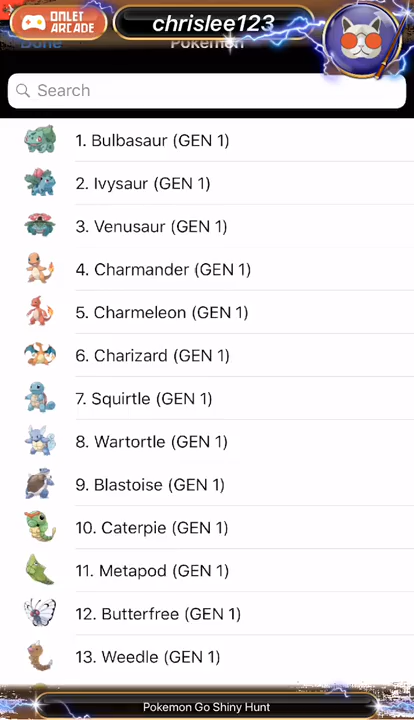 OMLET
ARCADE
chrislee123
Done
Pokemon
Search
1. Bulbasaur (GEN 1)
2. Ivysaur (GEN 1)
3. Venusaur (GEN 1)
4. Charmander (GEN 1)
5. Charmeleon (GEN 1)
6. Charizard (GEN 1)
7. Squirtle (GEN 1)
8. Wartortle (GEN 1)
9. Blastoise (GEN 1)
10. Caterpie (GEN 1)
11. Metapod (GEN 1)
12. Butterfree (GEN 1)
13. Weedle (GEN 1)
Pokemon Go Shiny Hunt